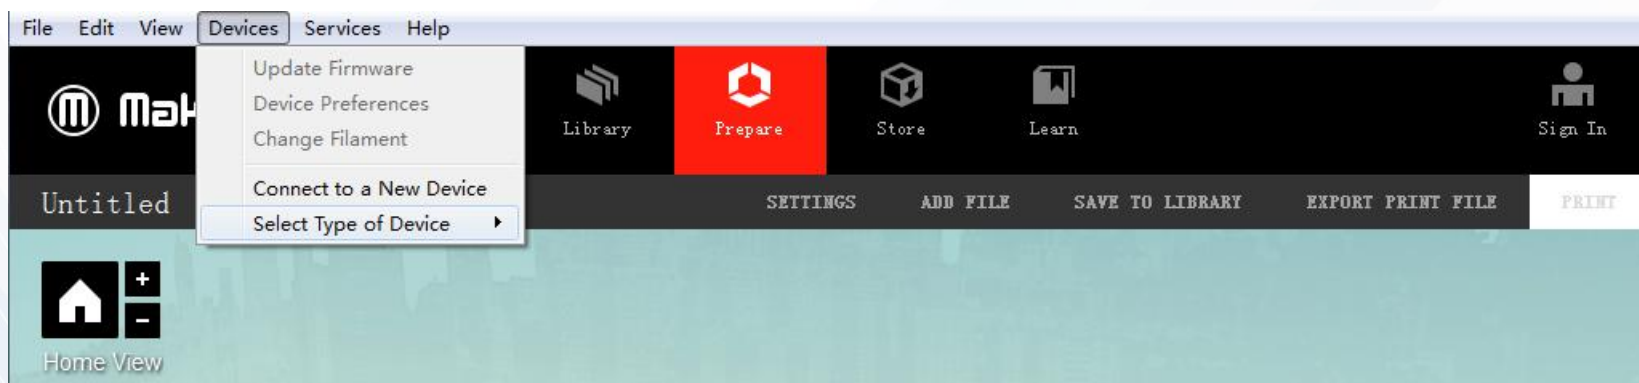 File Edit View Devices Services Help
Update Firmware
Device Preferences
Change Filament
Connect to a New Device
Select Type of Device
Library Prepare Store Learn Sign In
Untitled SETTINGS ADD FILE SAVE TO LIBRARY EXPORT PRINT FILE PRINT
+
-
Home View